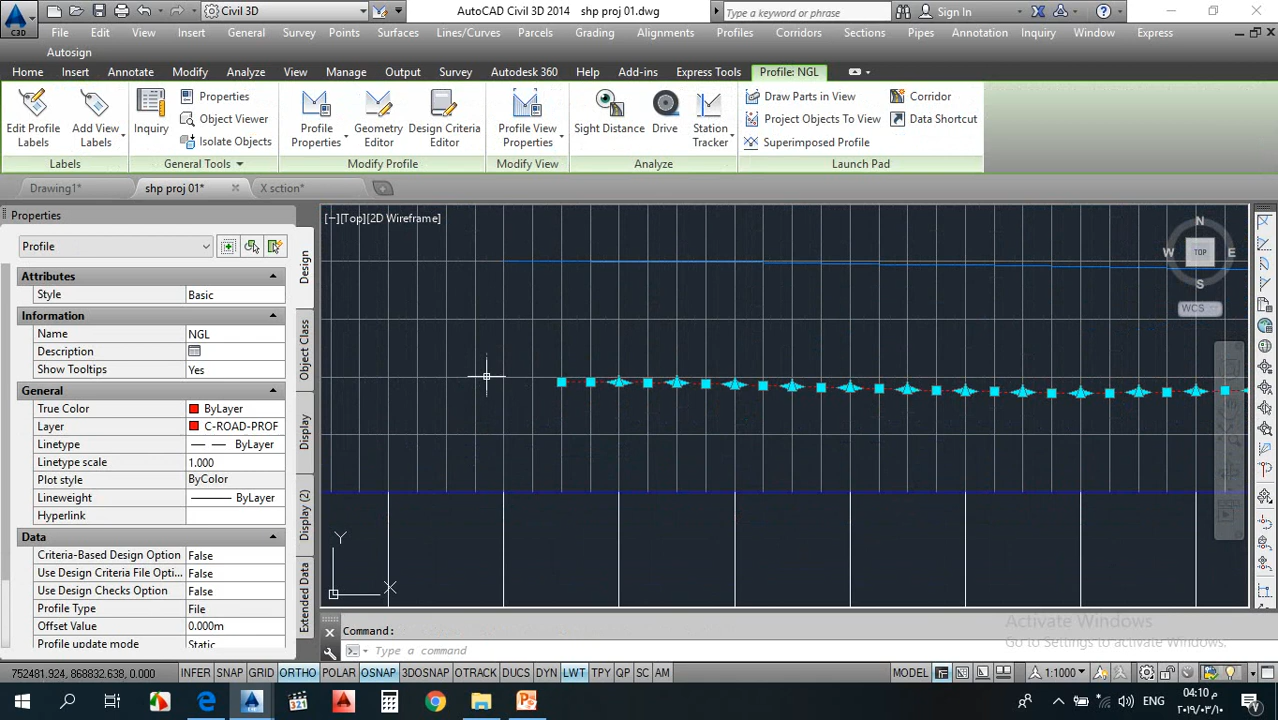 Civil 3D
AutoCAD Civil 3D 2014 shp proj 01.dwg
Type a keyword or phrase
Sign In
C3D
File Edit View Insert General Survey Points Surfaces Lines/Curves Parcels Grading Alignments Profiles Corridors Sections Pipes Annotation Inquiry Window Express
Autosign
Home Insert Annotate Modify Analyze View Manage Output Survey Autodesk 360 Help Add-ins Express Tools Profile: NGL
Edit Profile Labels
Add View Labels
Inquiry
Properties
Object Viewer
Isolate Objects
Profile Properties
Geometry Editor
Design Criteria Editor
Profile View Properties
Sight Distance
Drive
Station Tracker
Draw Parts in View
Project Objects To View
Superimposed Profile
Corridor
Data Shortcut
Labels General Tools Modify Profile Modify View Analyze Launch Pad
Drawing1* shp proj 01* X sction*
Properties
Profile
Attributes
Style Basic
Information
Name NGL
Description
Show Tooltips Yes
General
True Color ByLayer
Layer C-ROAD-PROF
Linetype ByLayer
Linetype scale 1.000
Plot style ByColor
Lineweight ByLayer
Hyperlink
Data
Criteria-Based Design Option False
Use Design Criteria File Opti... False
Use Design Checks Options False
Profile Type File
Offset Value 0.000m
Profile update mode Static
Design
Object Class
Display
Display (2)
Extended Data
[−][Top][2D Wireframe]
N
W TOP E
S
WCS
Y
X
Command:
Type a command
Activate Windows
Go to Settings to activate Windows.
752481.924, 868832.638, 0.000 INFER SNAP GRID ORTHO POLAR OSNAP 3DOSNAP OTRACK DUCS DYN LWT TPY QP SC AM MODEL 1:1000
321
ENG
04:10 م
٢٠١٩/٠٣/١٠